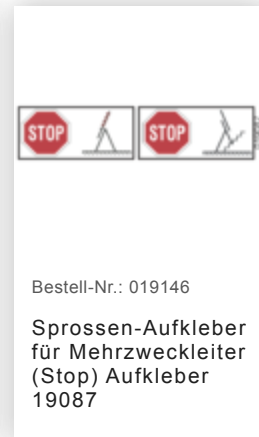 STOP STOP
Bestell-Nr.: 019146
Sprossen-Aufkleber
für Mehrzweckleiter
(Stop) Aufkleber
19087